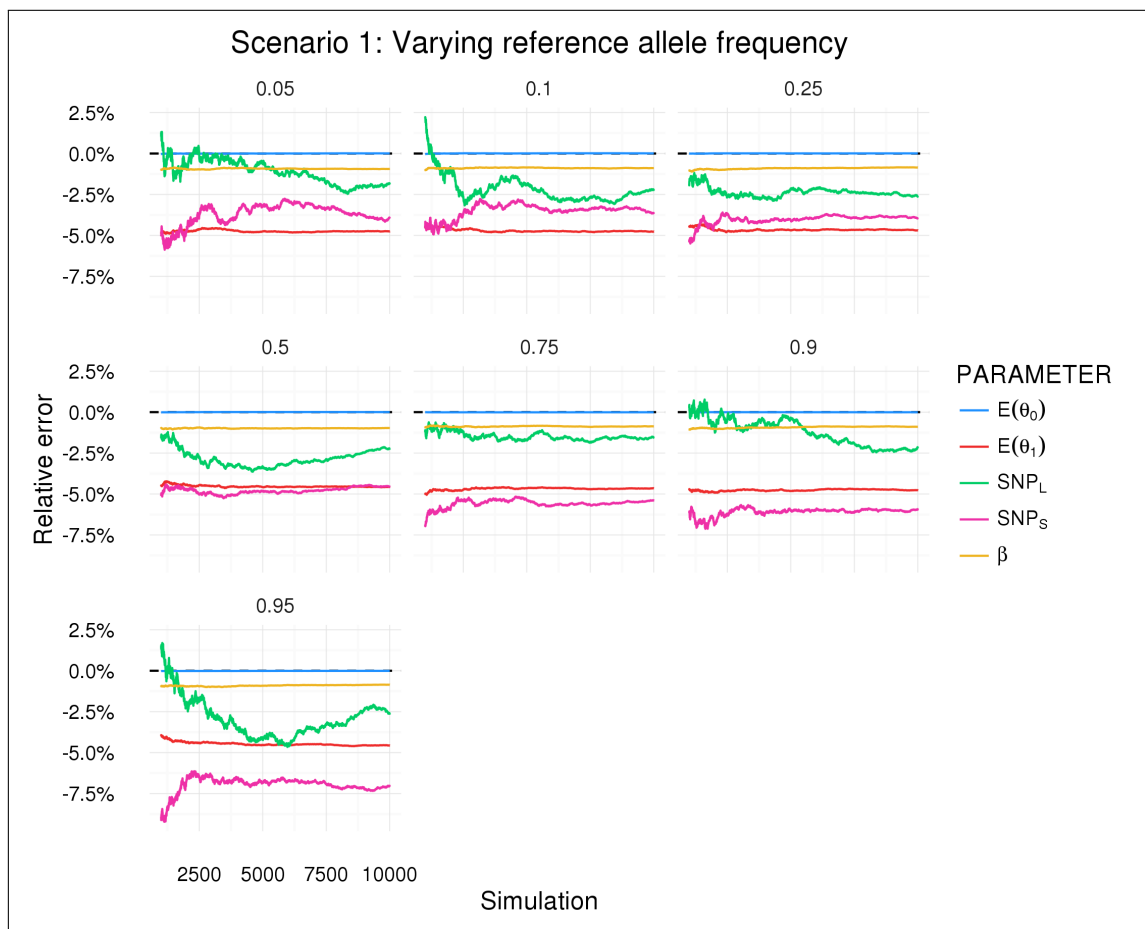 Scenario 1: Varying reference allele frequency
0.05 0.1 0.25
2.5%
0.0%
-2.5%
-5.0%
-7.5%
0.5 0.75 0.9
2.5%
0.0%
-2.5%
-5.0%
-7.5%
Relative error
PARAMETER
E(θ₀)
E(θ₁)
SNP_L
SNP_S
β
0.95
2.5%
0.0%
-2.5%
-5.0%
-7.5%
2500 5000 7500 10000
Simulation